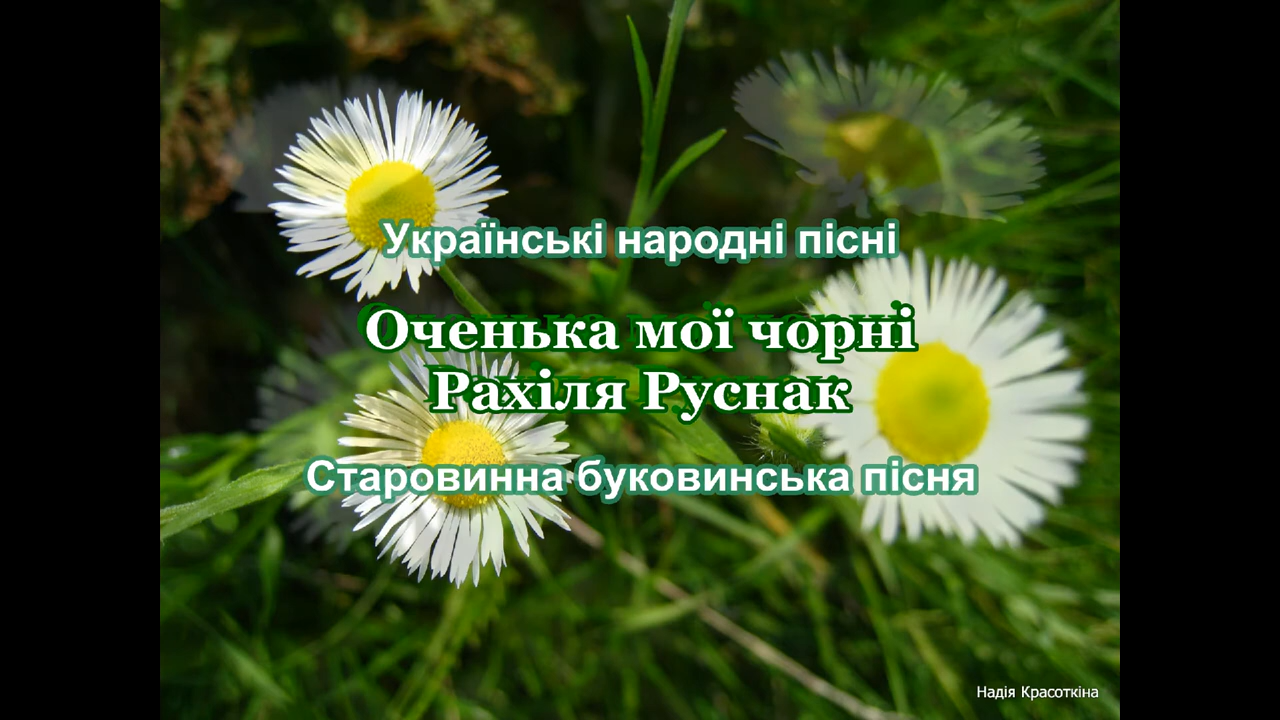 Українські народні пісні
Оченька мої чорні
Рахіля Руснак
Старовинна буковинська пісня
Надія Красоткіна